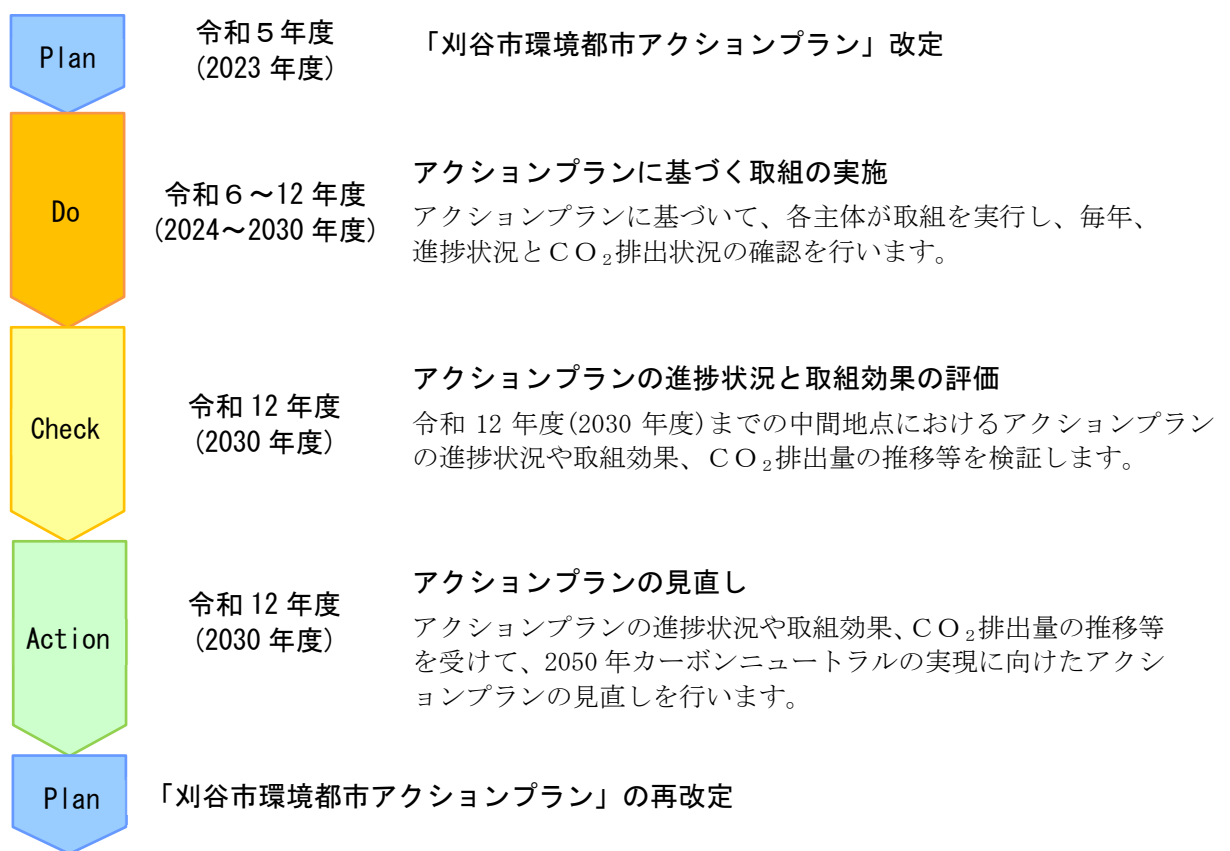 Plan
令和５年度
(2023 年度)
「刈谷市環境都市アクションプラン」改定
Do
令和６～12 年度
(2024～2030 年度)
アクションプランに基づく取組の実施
アクションプランに基づいて、各主体が取組を実行し、毎年、
進捗状況とＣＯ₂排出状況の確認を行います。
Check
令和 12 年度
(2030 年度)
アクションプランの進捗状況と取組効果の評価
令和 12 年度(2030 年度)までの中間地点におけるアクションプラン
の進捗状況や取組効果、ＣＯ₂排出量の推移等を検証します。
Action
令和 12 年度
(2030 年度)
アクションプランの見直し
アクションプランの進捗状況や取組効果、ＣＯ₂排出量の推移等
を受けて、2050 年カーボンニュートラルの実現に向けたアクシ
ョンプランの見直しを行います。
Plan
「刈谷市環境都市アクションプラン」の再改定